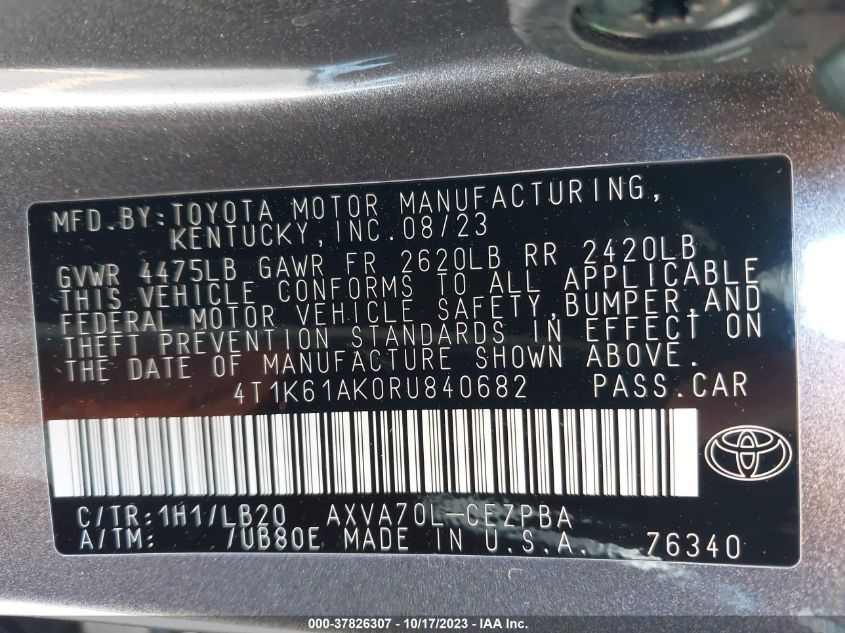 MFD.BY:TOYOTA MOTOR MANUFACTURING,
KENTUCKY,INC.08/23
GVWR 4475LB GAWR FR 2620LB RR 2420LB
THIS VEHICLE CONFORMS TO ALL APPLICABLE
FEDERAL MOTOR VEHICLE SAFETY,BUMPER,AND
THEFT PREVENTION STANDARDS IN EFFECT ON
THE DATE OF MANUFACTURE SHOWN ABOVE.
4T1K61AK0RU840682 PASS.CAR
C/TR:1H1/LB20 AXVA70L-CEZPBA
A/TM: 7UB80E MADE IN U.S.A. 76340
000-37826307 - 10/17/2023 - IAA Inc.